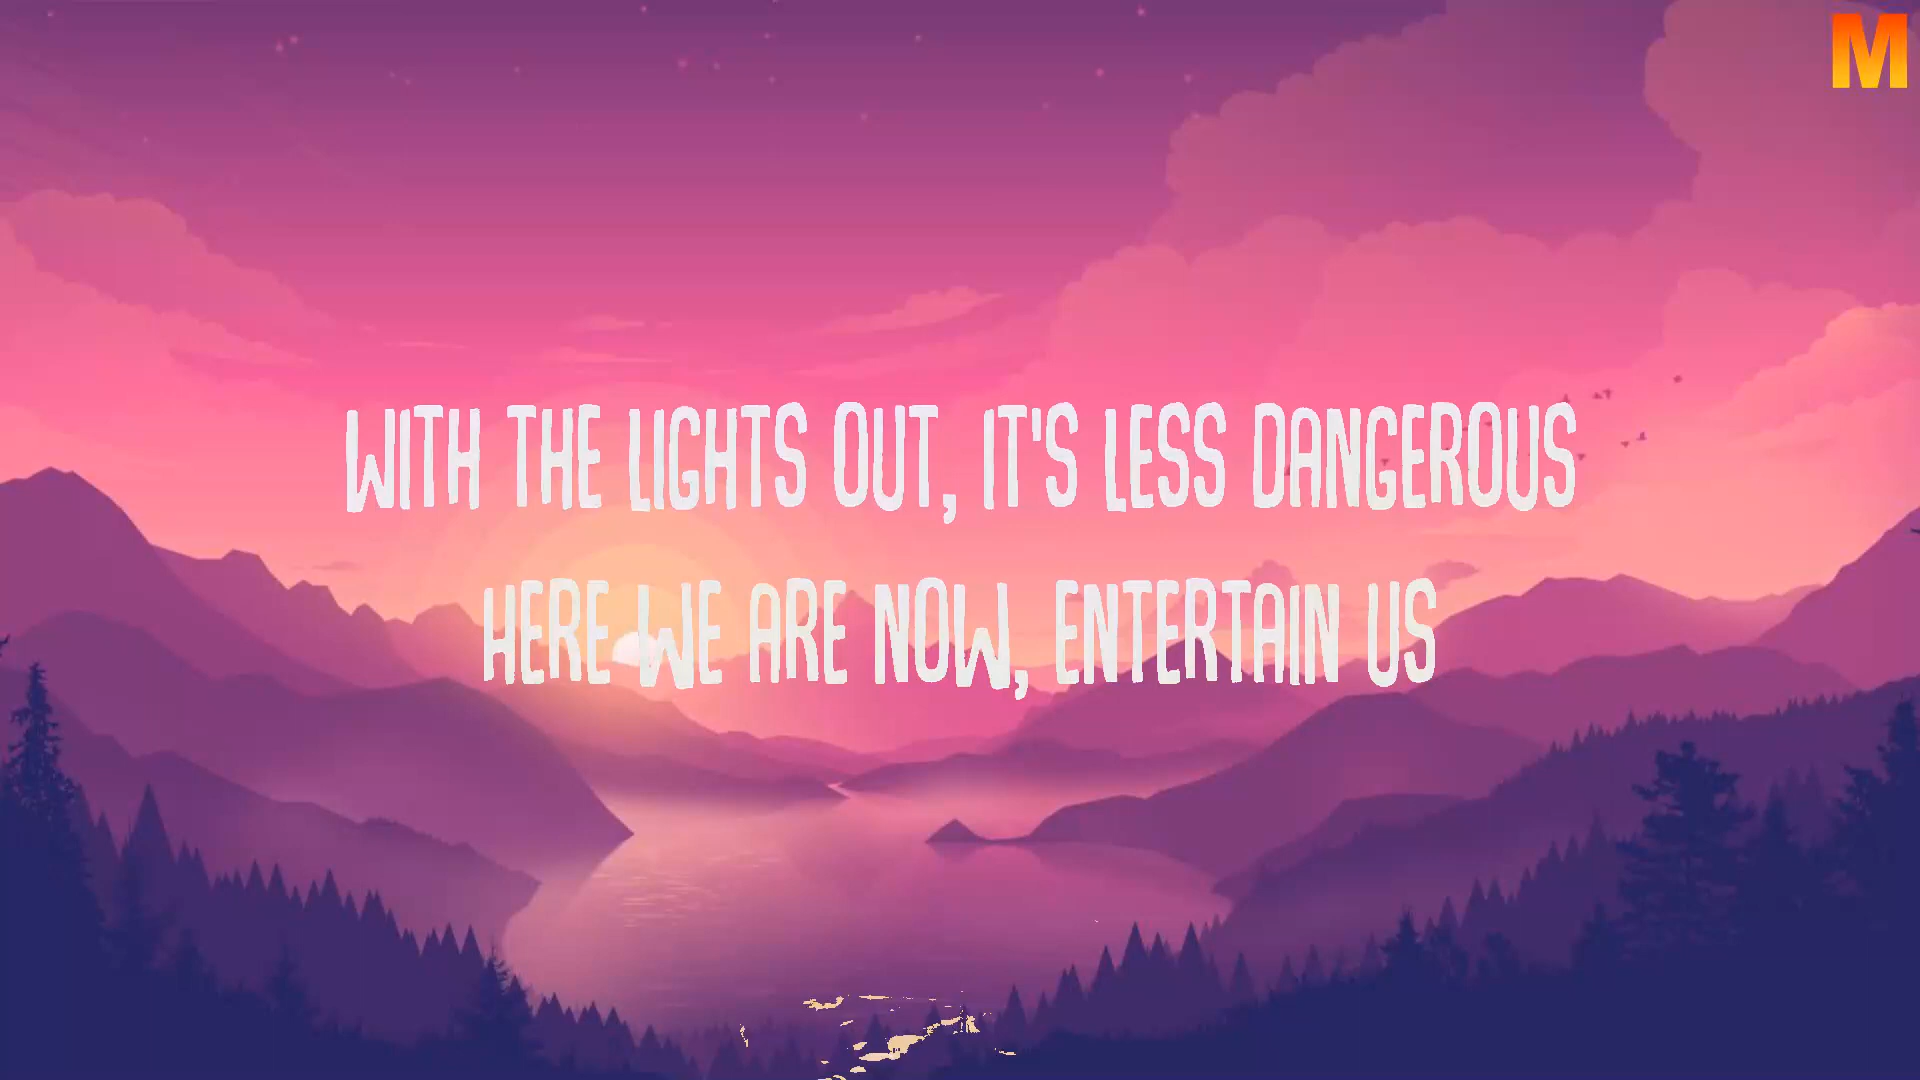 M
WITH THE LIGHTS OUT, IT'S LESS DANGEROUS
HERE WE ARE NOW, ENTERTAIN US